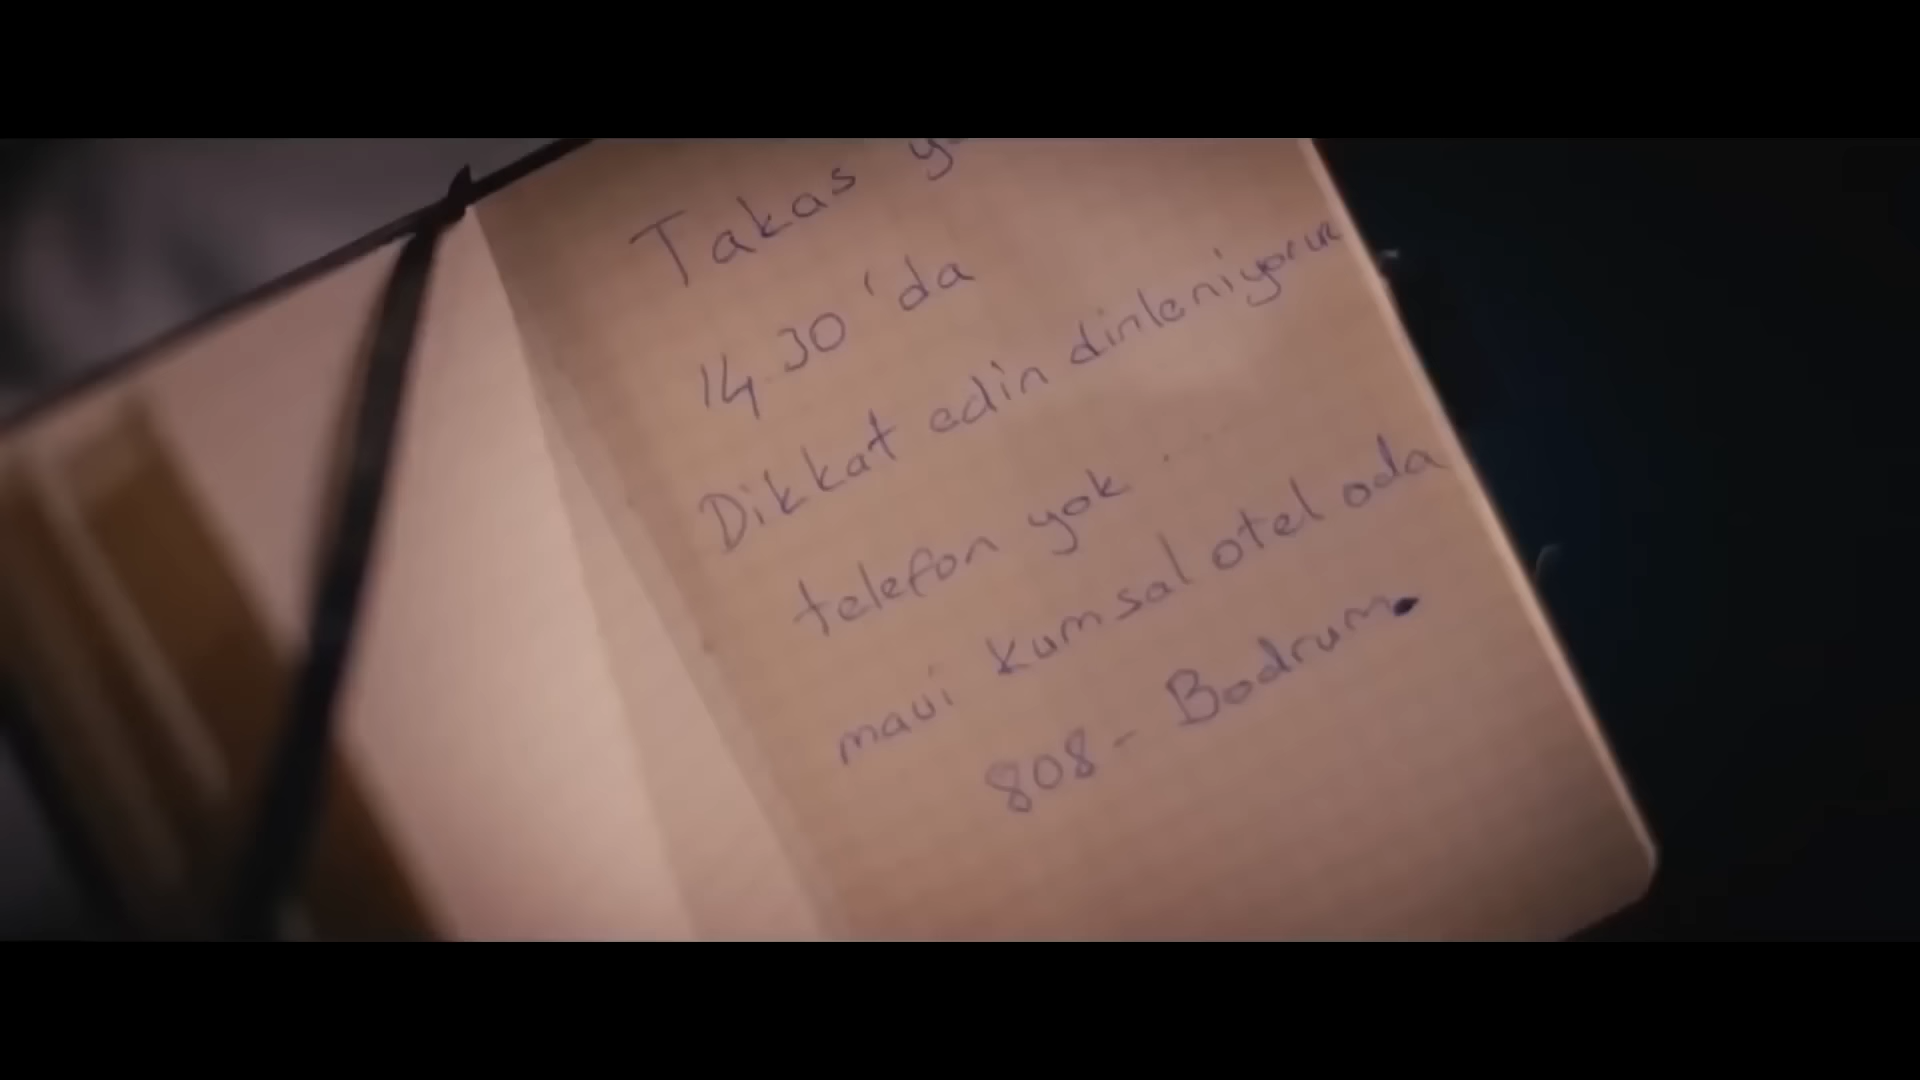 Takas
14.30'da
Dikkat edin dinleniyoruz
telefon yok.
mavi kumsal otel oda
808 - Bodrum.